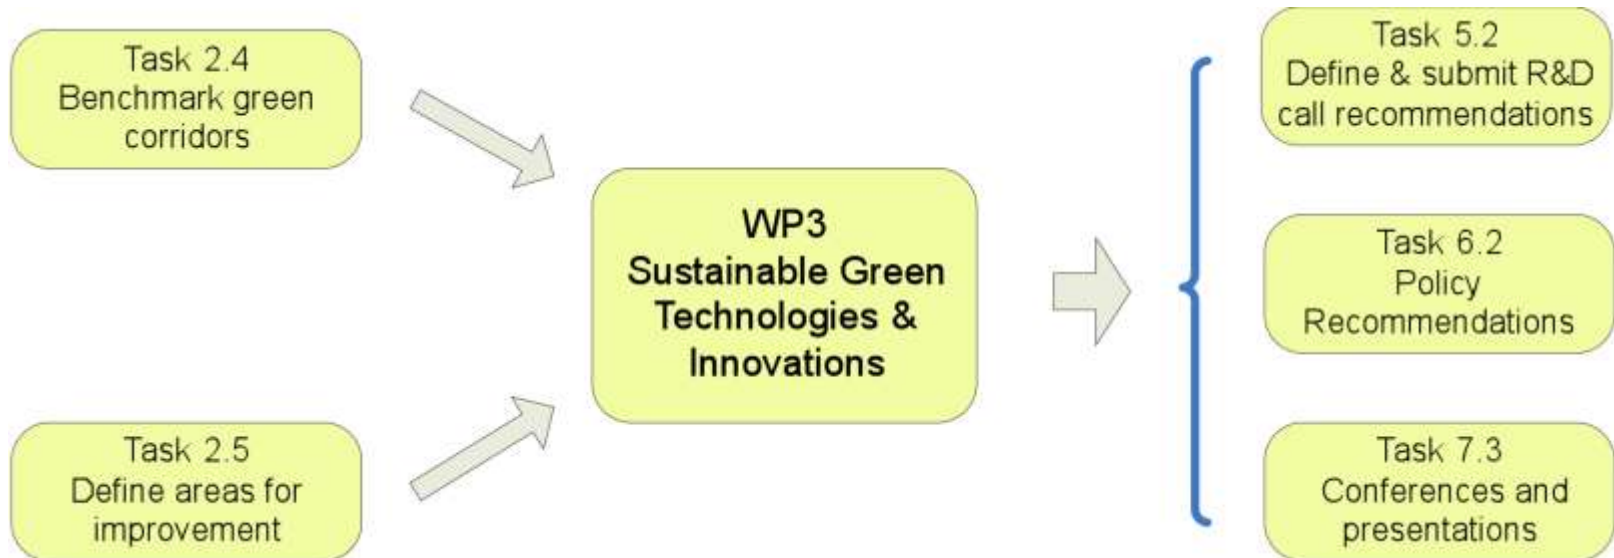 Task 2.4
Benchmark green
corridors
Task 2.5
Define areas for
improvement
WP3
Sustainable Green
Technologies &
Innovations
Task 5.2
Define & submit R&D
call recommendations
Task 6.2
Policy
Recommendations
Task 7.3
Conferences and
presentations